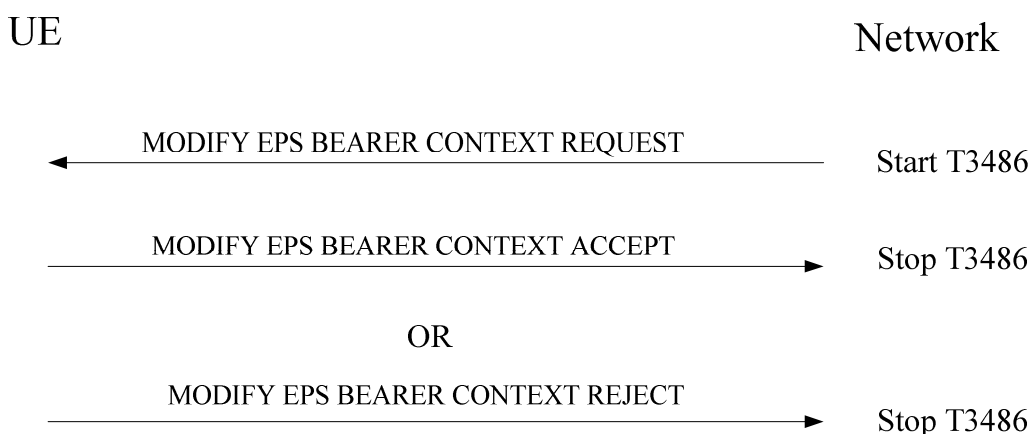 UE
Network
MODIFY EPS BEARER CONTEXT REQUEST
Start T3486
MODIFY EPS BEARER CONTEXT ACCEPT
Stop T3486
OR
MODIFY EPS BEARER CONTEXT REJECT
Stop T3486